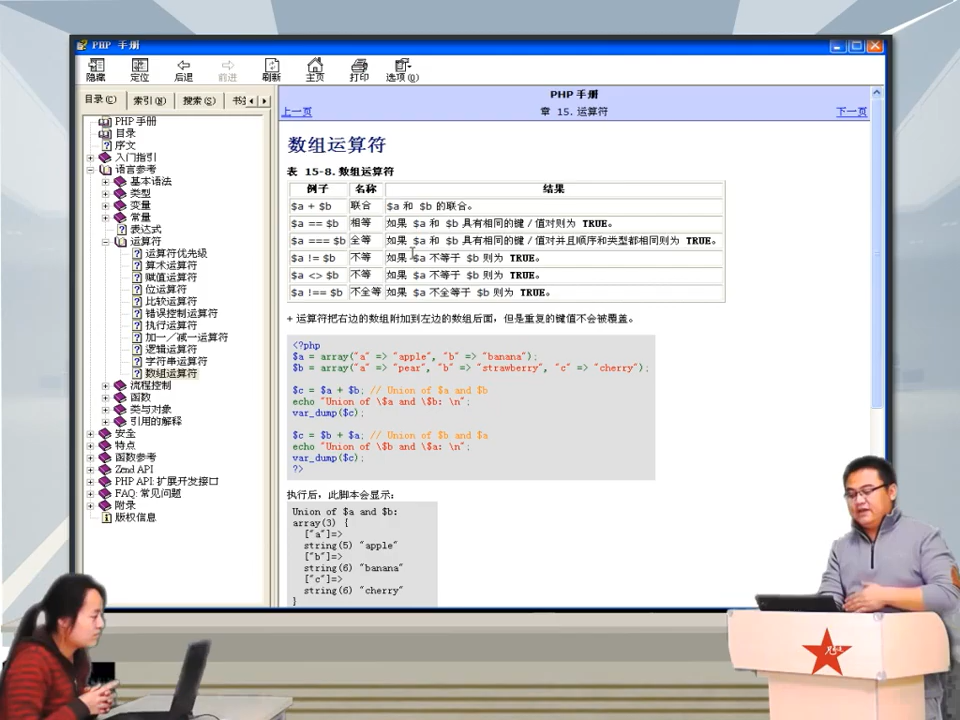 PHP 手册
隐藏 定位 后退 前进 刷新 主页 打印 选项(O)
目录(C) 索引(N) 搜索(S) 书签
PHP 手册
目录
序文
入门指引
语言参考
基本语法
类型
变量
常量
表达式
运算符
运算符优先级
算术运算符
赋值运算符
位运算符
比较运算符
错误控制运算符
执行运算符
加一／减一运算符
逻辑运算符
字符串运算符
数组运算符
流程控制
函数
类与对象
引用的解释
安全
特点
函数参考
Zend API
PHP API: 扩展开发接口
FAQ: 常见问题
附录
版权信息
PHP 手册
上一页 章 15. 运算符 下一页
数组运算符
表 15-8. 数组运算符
例子 名称 结果
$a + $b 联合 $a 和 $b 的联合。
$a == $b 相等 如果 $a 和 $b 具有相同的键／值对则为 TRUE。
$a === $b 全等 如果 $a 和 $b 具有相同的键／值对并且顺序和类型都相同则为 TRUE。
$a != $b 不等 如果 $a 不等于 $b 则为 TRUE。
$a <> $b 不等 如果 $a 不等于 $b 则为 TRUE。
$a !== $b 不全等 如果 $a 不全等于 $b 则为 TRUE。
+ 运算符把右边的数组附加到左边的数组后面，但是重复的键值不会被覆盖。
<?php
$a = array("a" => "apple", "b" => "banana");
$b = array("a" => "pear", "b" => "strawberry", "c" => "cherry");
$c = $a + $b; // Union of $a and $b
echo "Union of \$a and \$b: \n";
var_dump($c);
$c = $b + $a; // Union of $b and $a
echo "Union of \$b and \$a: \n";
var_dump($c);
?>
执行后，此脚本会显示：
Union of $a and $b:
array(3) {
["a"]=>
string(5) "apple"
["b"]=>
string(6) "banana"
["c"]=>
string(6) "cherry"
}